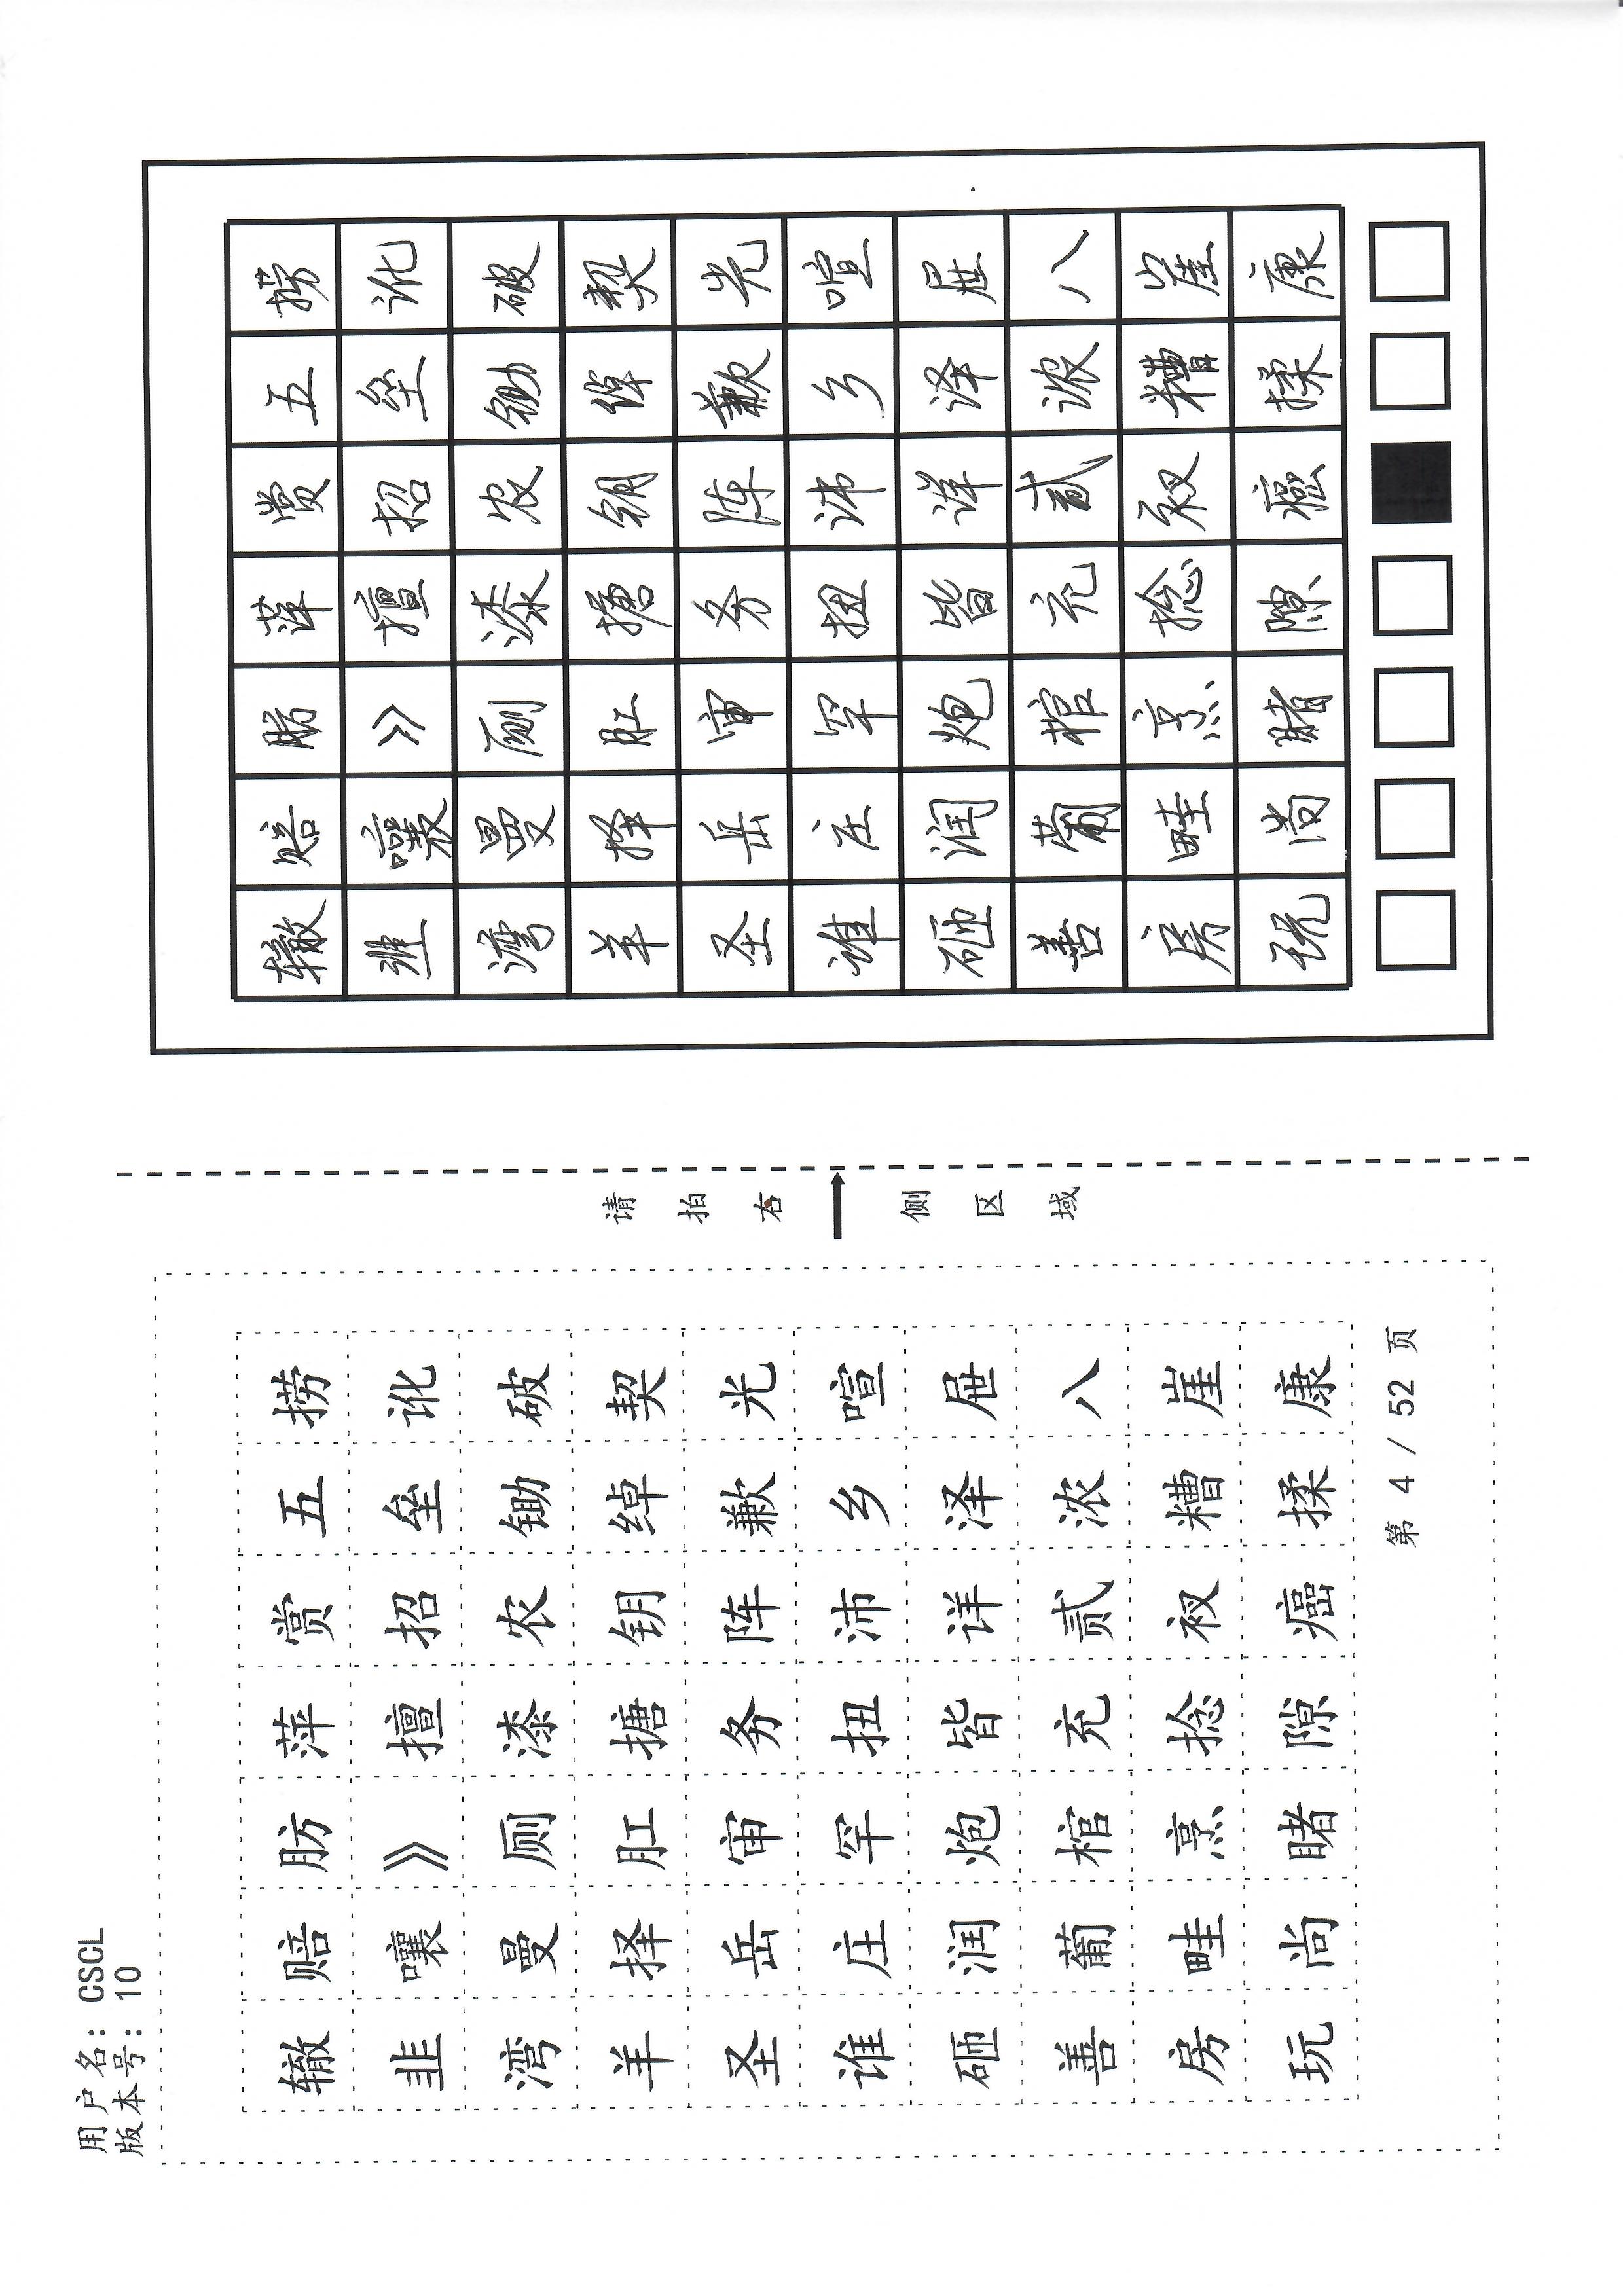 用户名：CSCL
版本号：10
辙赔肪萍赏五捞
韭嚷》擅招垒讹
湾曼厕漆农锄破
羊择肛搪钥绰契
圣岳审务阵歉光
谁庄罕扭沛乡喧
砸润炮皆详泽屉
善葡棺充贰浓八
房畦烹捻衩糟崖
玩尚睹隙癌揉康
第 4 / 52 页
请拍右
侧区域
辙赔肪萍赏五捞
韭嚷》擅招垒讹
湾曼厕漆农锄破
羊择肛搪钥绰契
圣岳审务阵歉光
谁庄罕扭沛乡喧
砸润炮皆详泽屉
善葡棺充贰浓八
房畦烹捻衩糟崖
玩尚睹隙癌揉康